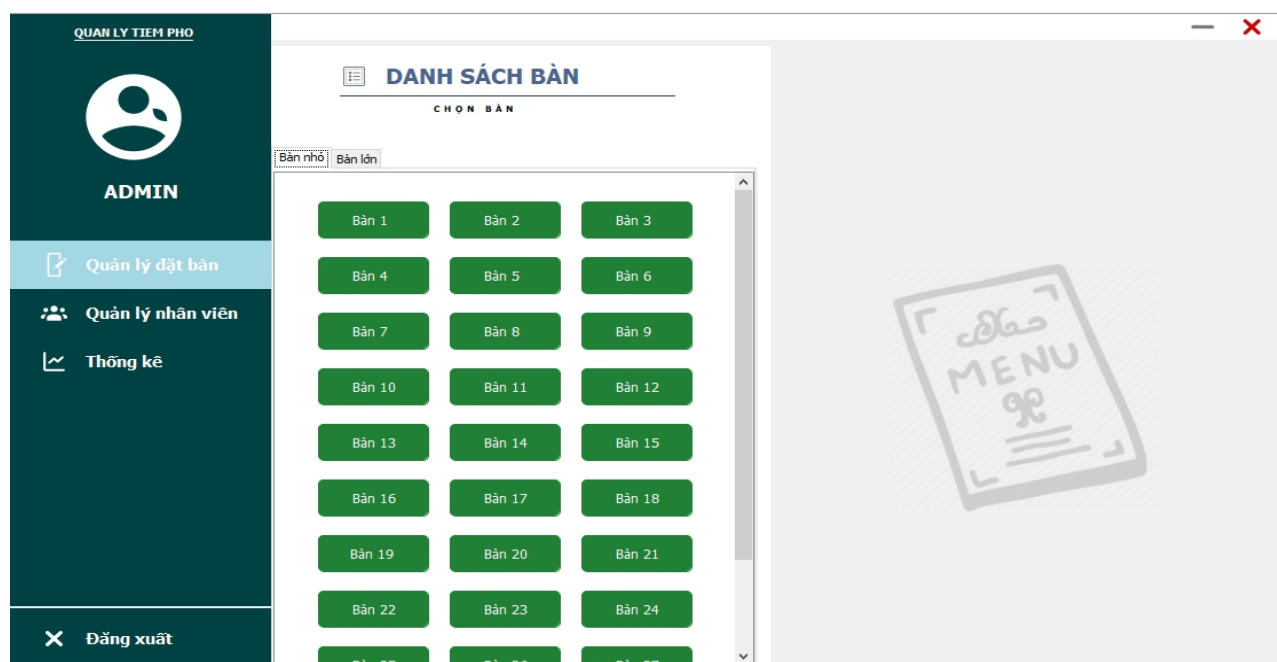 QUAN LY TIEM PHO
ADMIN
Quản lý đặt bàn
Quản lý nhân viên
Thống kê
Đăng xuất
DANH SÁCH BÀN
CHỌN BÀN
Bàn nhỏ Bàn lớn
Bàn 1 Bàn 2 Bàn 3
Bàn 4 Bàn 5 Bàn 6
Bàn 7 Bàn 8 Bàn 9
Bàn 10 Bàn 11 Bàn 12
Bàn 13 Bàn 14 Bàn 15
Bàn 16 Bàn 17 Bàn 18
Bàn 19 Bàn 20 Bàn 21
Bàn 22 Bàn 23 Bàn 24
MENU